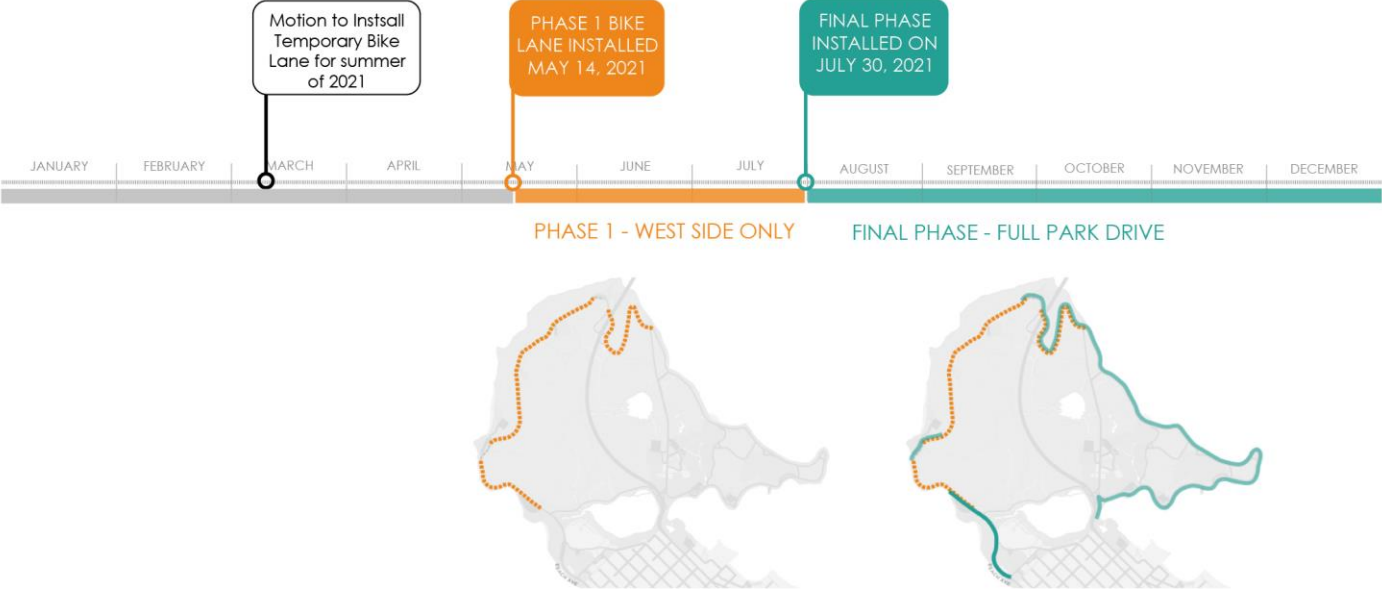 Motion to Instsall
Temporary Bike
Lane for summer
of 2021
PHASE 1 BIKE
LANE INSTALLED
MAY 14, 2021
FINAL PHASE
INSTALLED ON
JULY 30, 2021
JANUARY FEBRUARY MARCH APRIL MAY JUNE JULY AUGUST SEPTEMBER OCTOBER NOVEMBER DECEMBER
PHASE 1 - WEST SIDE ONLY
FINAL PHASE - FULL PARK DRIVE